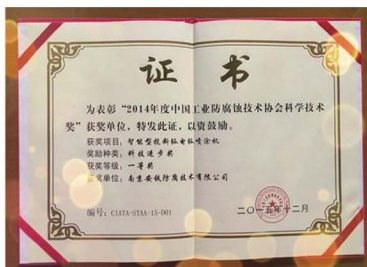 证书
为表彰“2014年度中国工业防腐蚀技术协会科学技术
奖”获奖单位,特发此证,以资鼓励。
获奖项目:智能型抗断弧电弧喷涂机
奖励种类:科技进步奖
获奖等级:一等奖
获奖单位:南京安铁防腐技术有限公司
编号:CIATA-STAA-15-D01
二〇一五年十二月